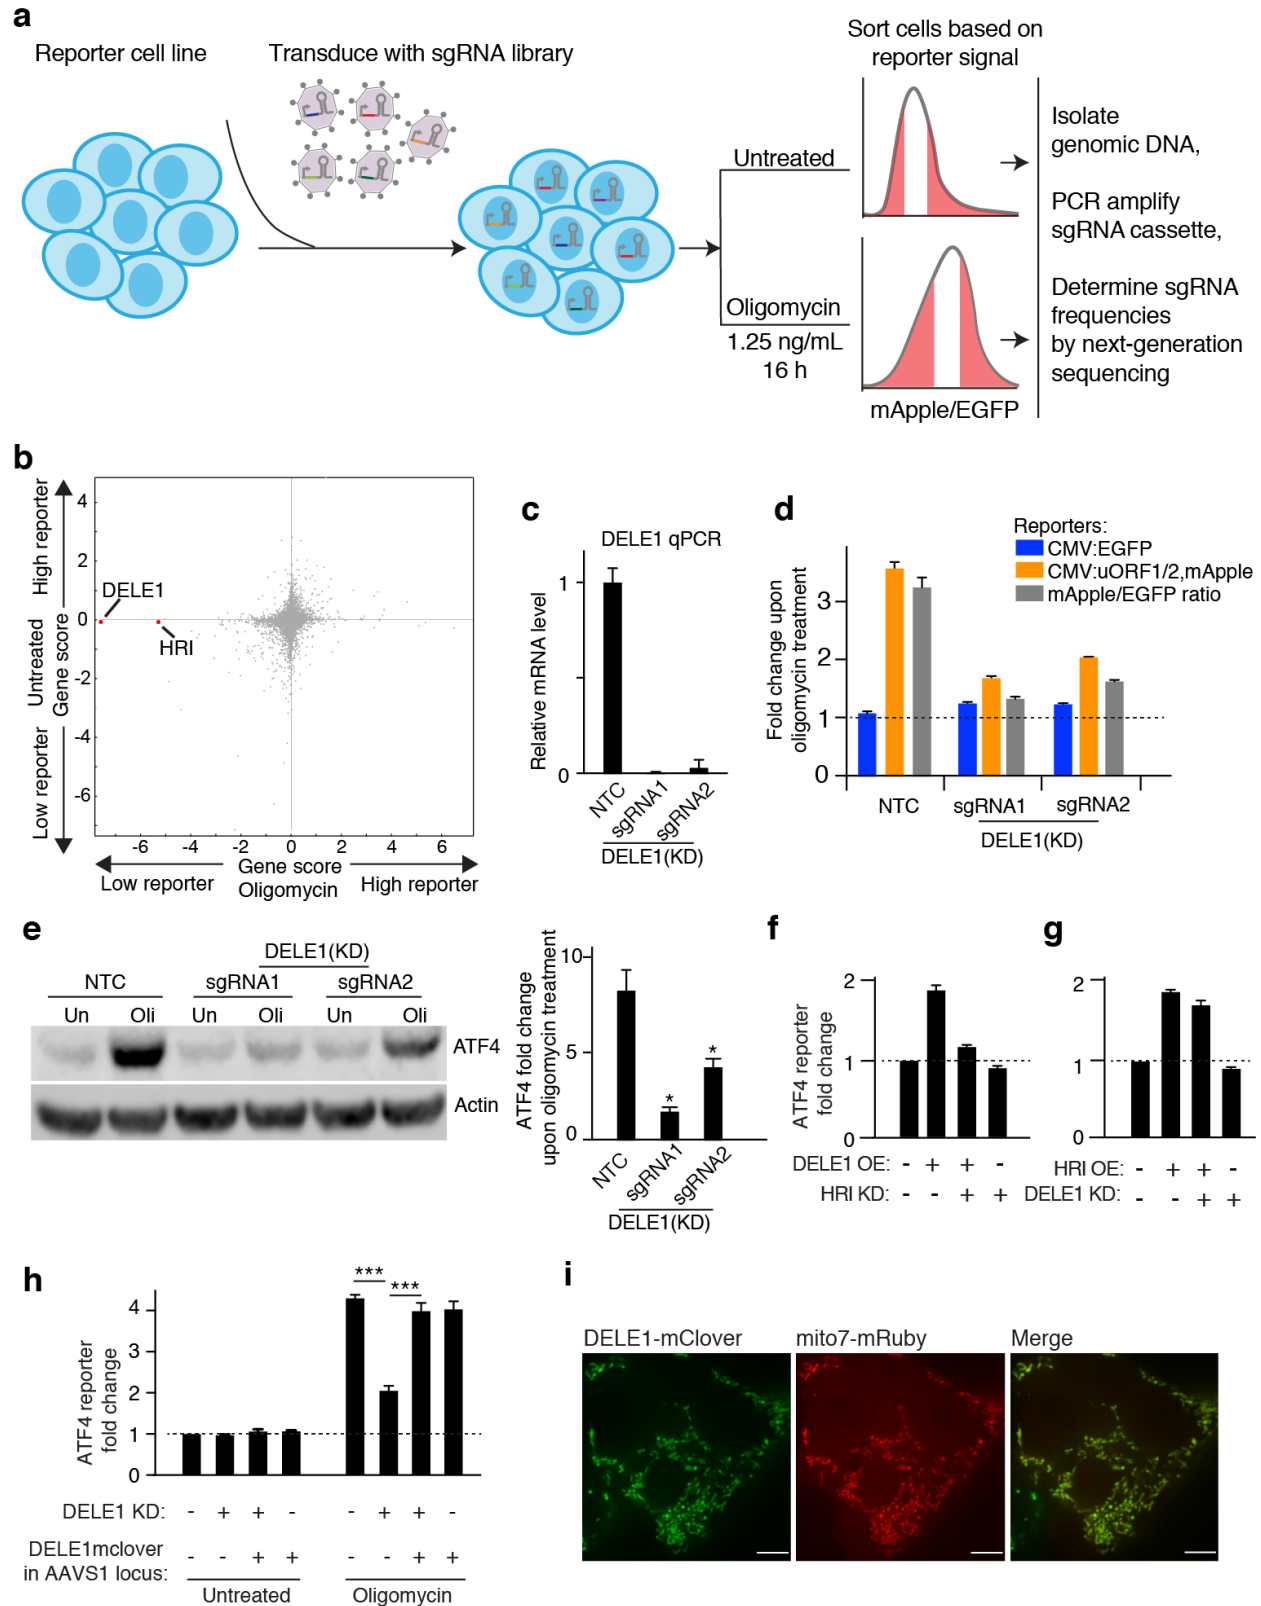 a
Reporter cell line
Transduce with sgRNA library
Sort cells based on
reporter signal
Untreated
Oligomycin
1.25 ng/mL
16 h
mApple/EGFP
Isolate
genomic DNA,
PCR amplify
sgRNA cassette,
Determine sgRNA
frequencies
by next-generation
sequencing
b
High reporter
Untreated
Gene score
Low reporter
4
2
0
-2
-4
-6
DELE1
HRI
-6 -4 -2 0 2 4 6
Gene score
Oligomycin
Low reporter
High reporter
c
DELE1 qPCR
Relative mRNA level
1
0
NTC
sgRNA1
sgRNA2
DELE1(KD)
d
Reporters:
CMV:EGFP
CMV:uORF1/2,mApple
mApple/EGFP ratio
Fold change upon
oligomycin treatment
3
2
1
0
NTC sgRNA1 sgRNA2
DELE1(KD)
e
DELE1(KD)
NTC sgRNA1 sgRNA2
Un Oli Un Oli Un Oli
ATF4
Actin
ATF4 fold change
upon oligomycin treatment
10
5
0
*
*
NTC
sgRNA1
sgRNA2
DELE1(KD)
f
ATF4 reporter
fold change
2
1
0
DELE1 OE: - + + -
HRI KD: - - + +
g
2
1
0
HRI OE: - + + -
DELE1 KD: - - + +
h
ATF4 reporter
fold change
4
3
2
1
0
***
***
DELE1 KD: - + + - - + + -
DELE1mclover
in AAVS1 locus:
- - + + - - + +
Untreated Oligomycin
i
DELE1-mClover mito7-mRuby Merge